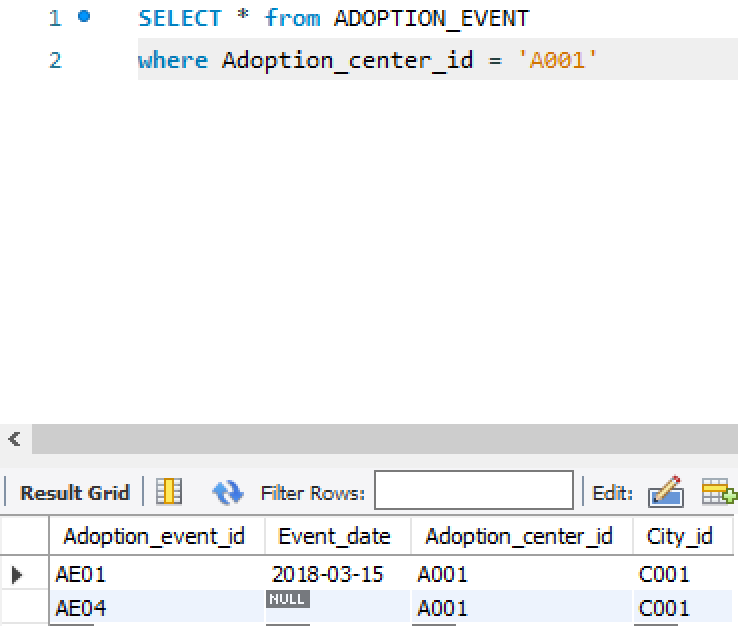 1 SELECT * from ADOPTION_EVENT
2 where Adoption_center_id = 'A001'
Result Grid Filter Rows: Edit:
Adoption_event_id Event_date Adoption_center_id City_id
AE01 2018-03-15 A001 C001
AE04 NULL A001 C001